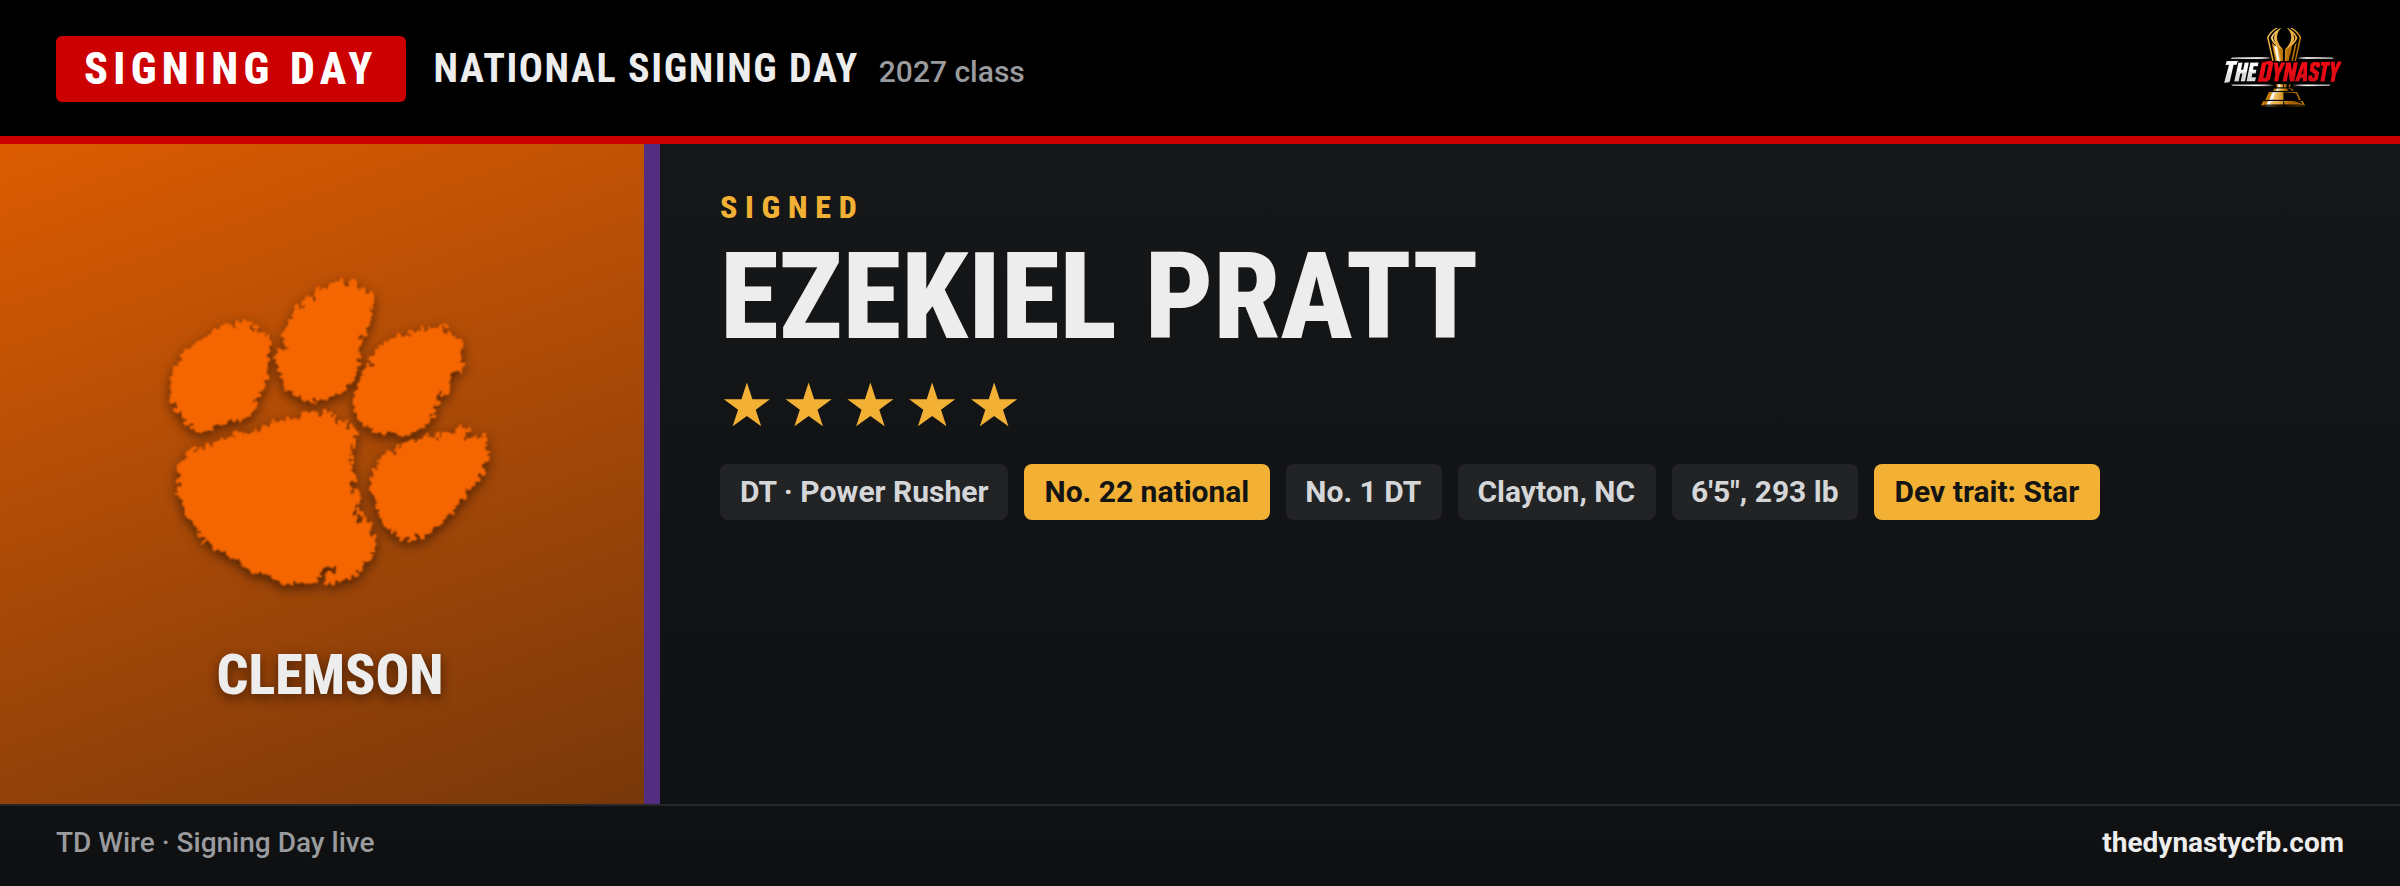 SIGNING DAY NATIONAL SIGNING DAY 2027 class
THE DYNASTY
CLEMSON
SIGNED
EZEKIEL PRATT
★★★★★
DT · Power Rusher No. 22 national No. 1 DT Clayton, NC 6'5", 293 lb Dev trait: Star
TD Wire · Signing Day live
thedynastycfb.com